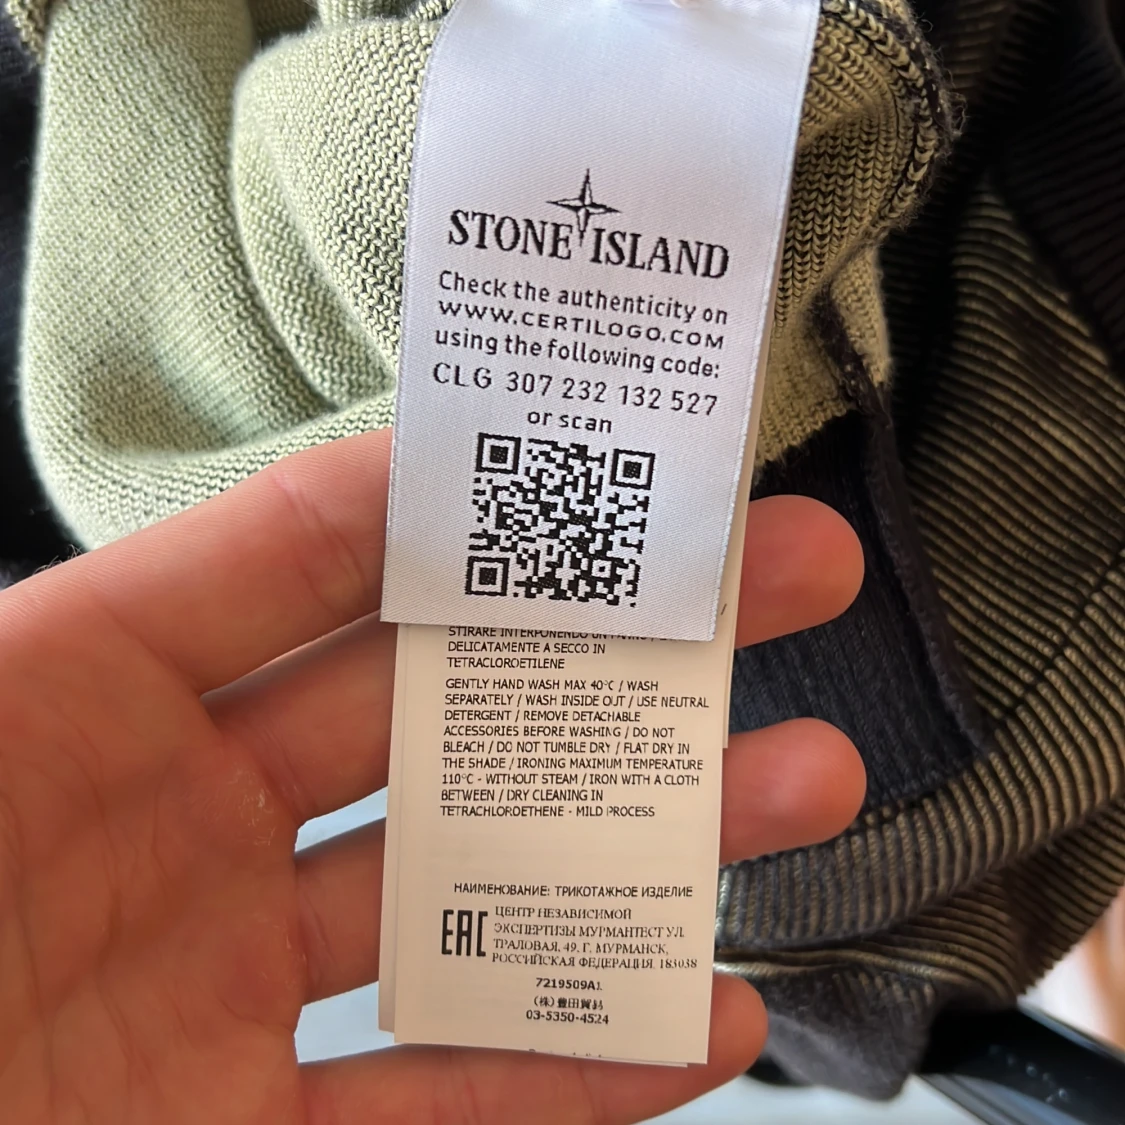 STONE ISLAND
Check the authenticity on
WWW.CERTILOGO.COM
using the following code:
CLG 307 232 132 527
or scan
STIRARE INTERPONENDO UN
DELICATAMENTE A SECCO IN
TETRACLOROETILENE
GENTLY HAND WASH MAX 40°C / WASH
SEPARATELY / WASH INSIDE OUT / USE NEUTRAL
DETERGENT / REMOVE DETACHABLE
ACCESSORIES BEFORE WASHING / DO NOT
BLEACH / DO NOT TUMBLE DRY / FLAT DRY IN
THE SHADE / IRONING MAXIMUM TEMPERATURE
110°C - WITHOUT STEAM / IRON WITH A CLOTH
BETWEEN / DRY CLEANING IN
TETRACHLOROETHENE - MILD PROCESS
НАИМЕНОВАНИЕ: ТРИКОТАЖНОЕ ИЗДЕЛИЕ
EAC
ЦЕНТР НЕЗАВИСИМОЙ
ЭКСПЕРТИЗЫ МУРМАНТЕСТ УЛ.
ТРАЛОВАЯ, 49, Г. МУРМАНСК,
РОССИЙСКАЯ ФЕДЕРАЦИЯ, 183038
7219509A1
(株)豊田貿易
03-5350-4524